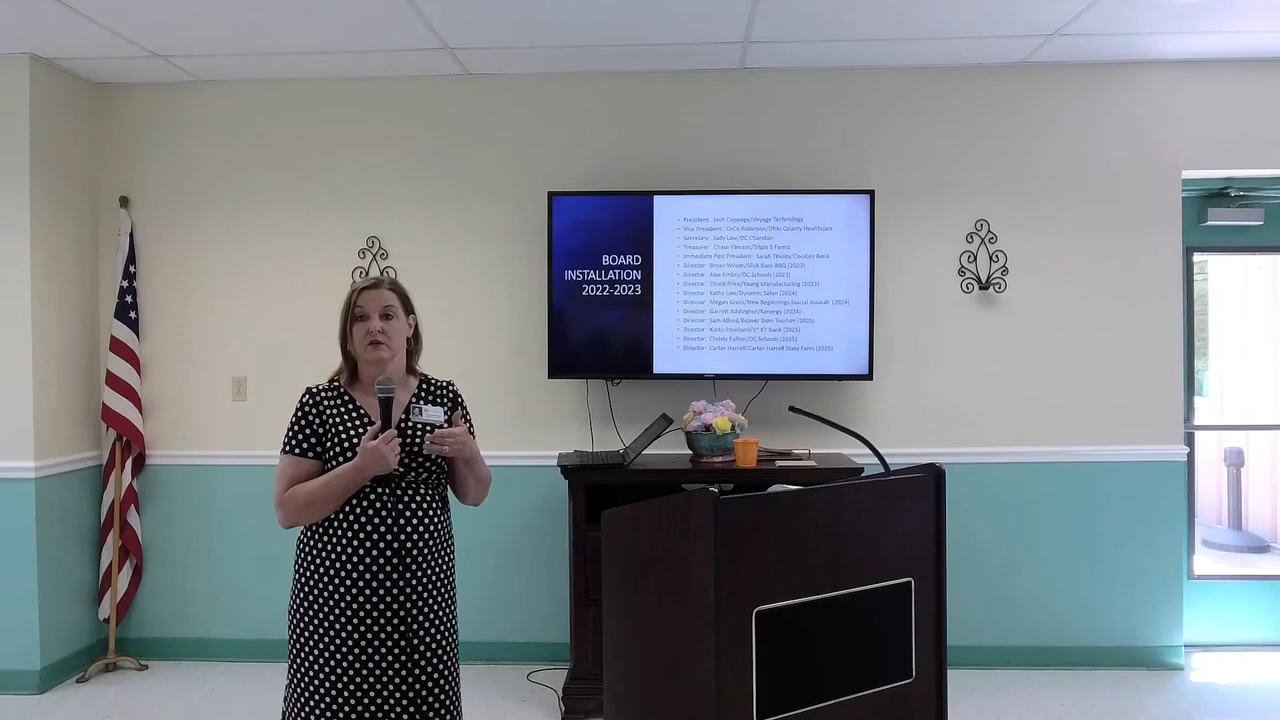 BOARD
INSTALLATION
2022-2023
President: Josh Coppage/Voyage Technology
Vice President: CeCe Robinson/Ohio County Healthcare
Secretary: Judy Law/OC Chamber
Treasurer: Chase Vincent/Triple S Farms
Immediate Past President: Sarah Tinsley/Cecilian Bank
Director: Bryan Wilson/Slick Back BBQ (2023)
Director: Alex Embry/OC Schools (2023)
Director: Chuck Price/Young Manufacturing (2023)
Director: Kathy Law/Dynamic Salon (2024)
Director: Megan Gross/New Beginnings Sexual Assault (2024)
Director: Garrett Addington/Kenergy (2024)
Director: Sam Alford/Beaver Dam Tourism (2025)
Director: Kurtis Howland/1st KY Bank (2025)
Director: Christy Fulton/OC Schools (2025)
Director: Carter Harrell/Carter Harrell State Farm (2025)